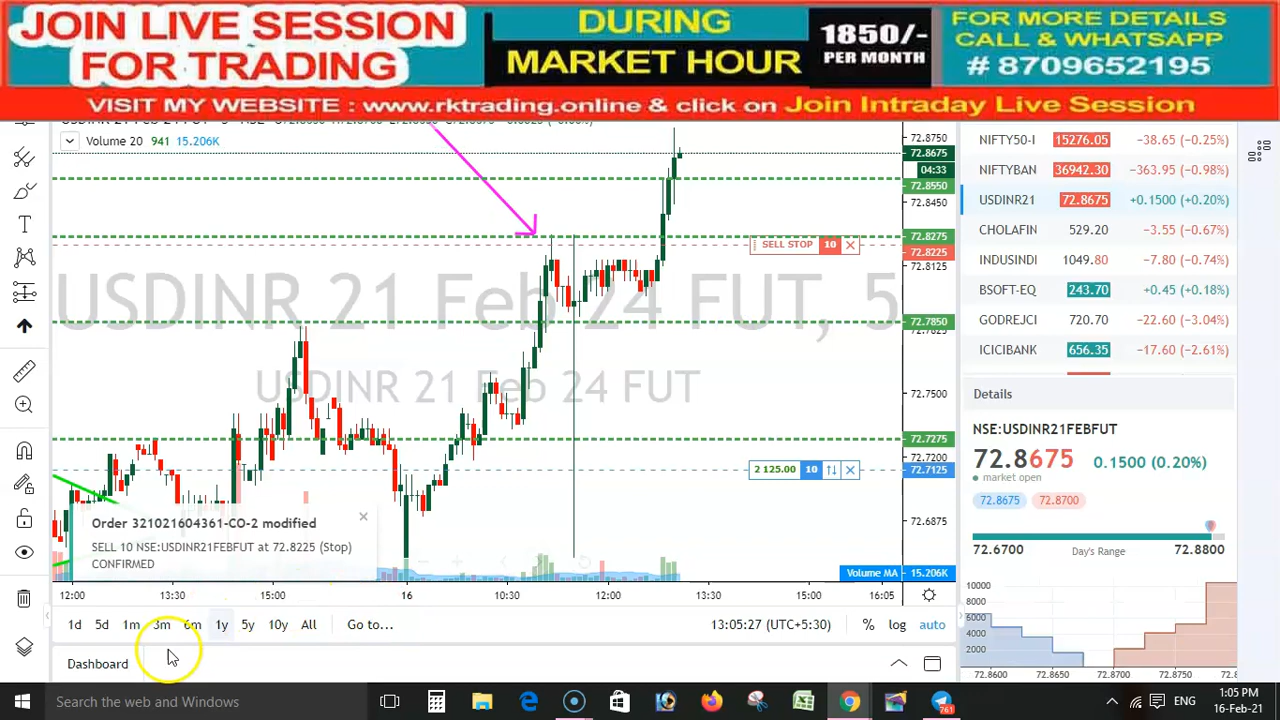 JOIN LIVE SESSION
FOR TRADING
DURING
MARKET HOUR
1850/-
PER MONTH
FOR MORE DETAILS
CALL & WHATSAPP
# 8709652195
VISIT MY WEBSITE : www.rktrading.online & click on Join Intraday Live Session
Volume 20 941 15.206K
72.8750
72.8675
04:33
72.8550
72.8450
72.8275
72.8225
72.8125
72.7850
72.7500
72.7275
72.7200
72.7125
72.6875
SELL STOP 10
2 125.00 10
USDINR 21 Feb 24 FUT, 5
USDINR 21 Feb 24 FUT
Order 321021604361-CO-2 modified
SELL 10 NSE:USDINR21FEBFUT at 72.8225 (Stop)
CONFIRMED
Volume MA 15.206K
12:00 13:30 15:00 16 10:30 12:00 13:30 15:00 16:05
1d 5d 1m 3m 6m 1y 5y 10y All Go to... 13:05:27 (UTC+5:30) % log auto
Dashboard
NIFTY50-I 15276.05 −38.65 (−0.25%)
NIFTYBAN 36942.30 −363.95 (−0.98%)
USDINR21 72.8675 +0.1500 (+0.20%)
CHOLAFIN 529.20 −3.55 (−0.67%)
INDUSINDI 1049.80 −7.80 (−0.74%)
BSOFT-EQ 243.70 +0.45 (+0.18%)
GODREJCI 720.70 −22.60 (−3.04%)
ICICIBANK 656.35 −17.60 (−2.61%)
Details
NSE:USDINR21FEBFUT
72.8675 0.1500 (0.20%)
market open
72.8675 72.8700
72.6700 Day's Range 72.8800
10000
8000
6000
4000
2000
72.8600 72.8650 72.8700 72.8750
Search the web and Windows
761
ENG
1:05 PM
16-Feb-21